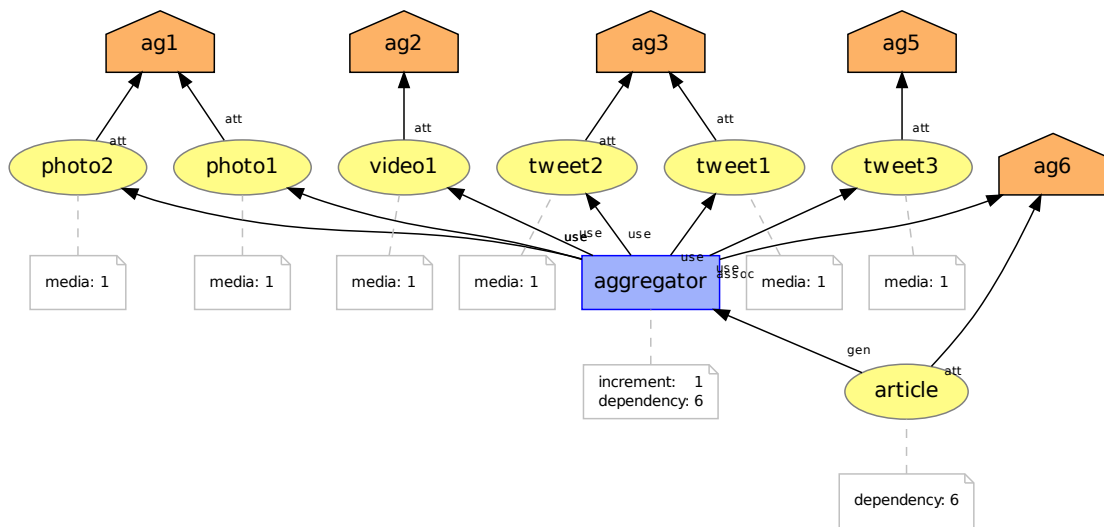 ag1
ag2
ag3
ag5
att
att
att
att
att
att
photo2
photo1
video1
tweet2
tweet1
tweet3
ag6
use
use
use
use
use
assoc
media: 1
media: 1
media: 1
media: 1
aggregator
media: 1
media: 1
gen
increment: 1
dependency: 6
att
article
dependency: 6